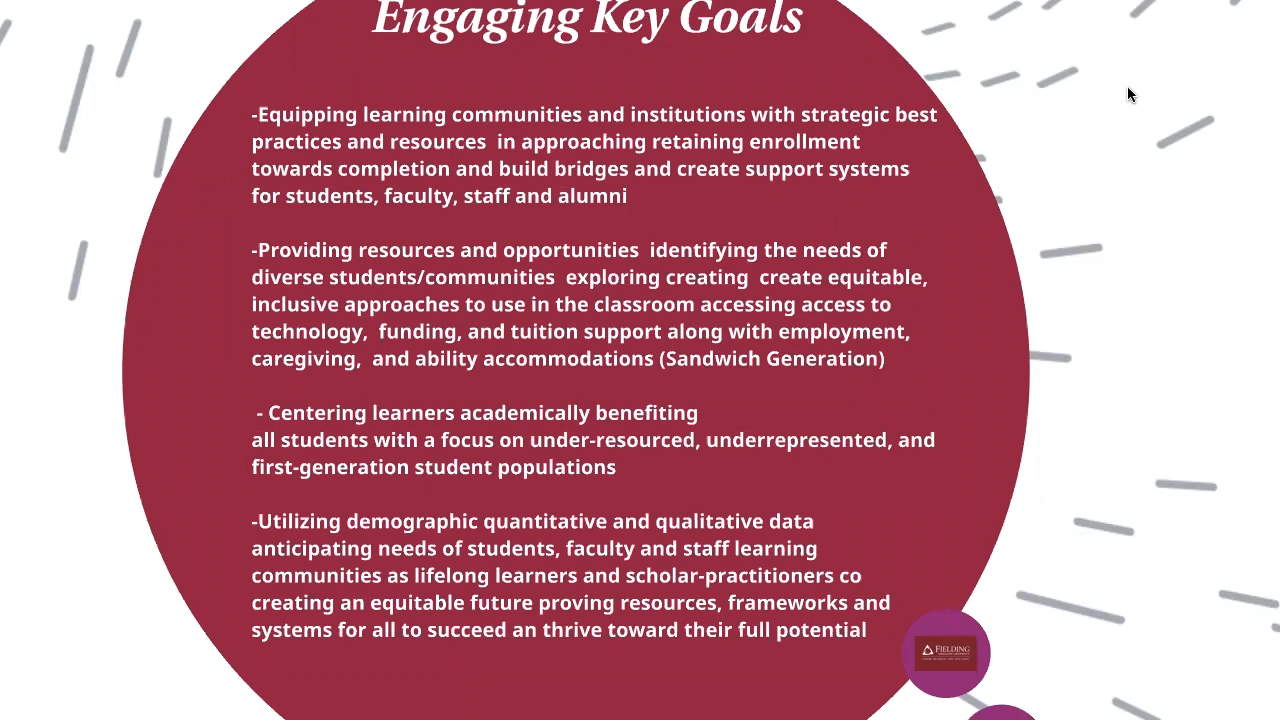 Engaging Key Goals
-Equipping learning communities and institutions with strategic best
practices and resources  in approaching retaining enrollment
towards completion and build bridges and create support systems
for students, faculty, staff and alumni
-Providing resources and opportunities  identifying the needs of
diverse students/communities  exploring creating  create equitable,
inclusive approaches to use in the classroom accessing access to
technology,  funding, and tuition support along with employment,
caregiving,  and ability accommodations (Sandwich Generation)
- Centering learners academically benefiting
all students with a focus on under-resourced, underrepresented, and
first-generation student populations
-Utilizing demographic quantitative and qualitative data
anticipating needs of students, faculty and staff learning
communities as lifelong learners and scholar-practitioners co
creating an equitable future proving resources, frameworks and
systems for all to succeed an thrive toward their full potential
FIELDING